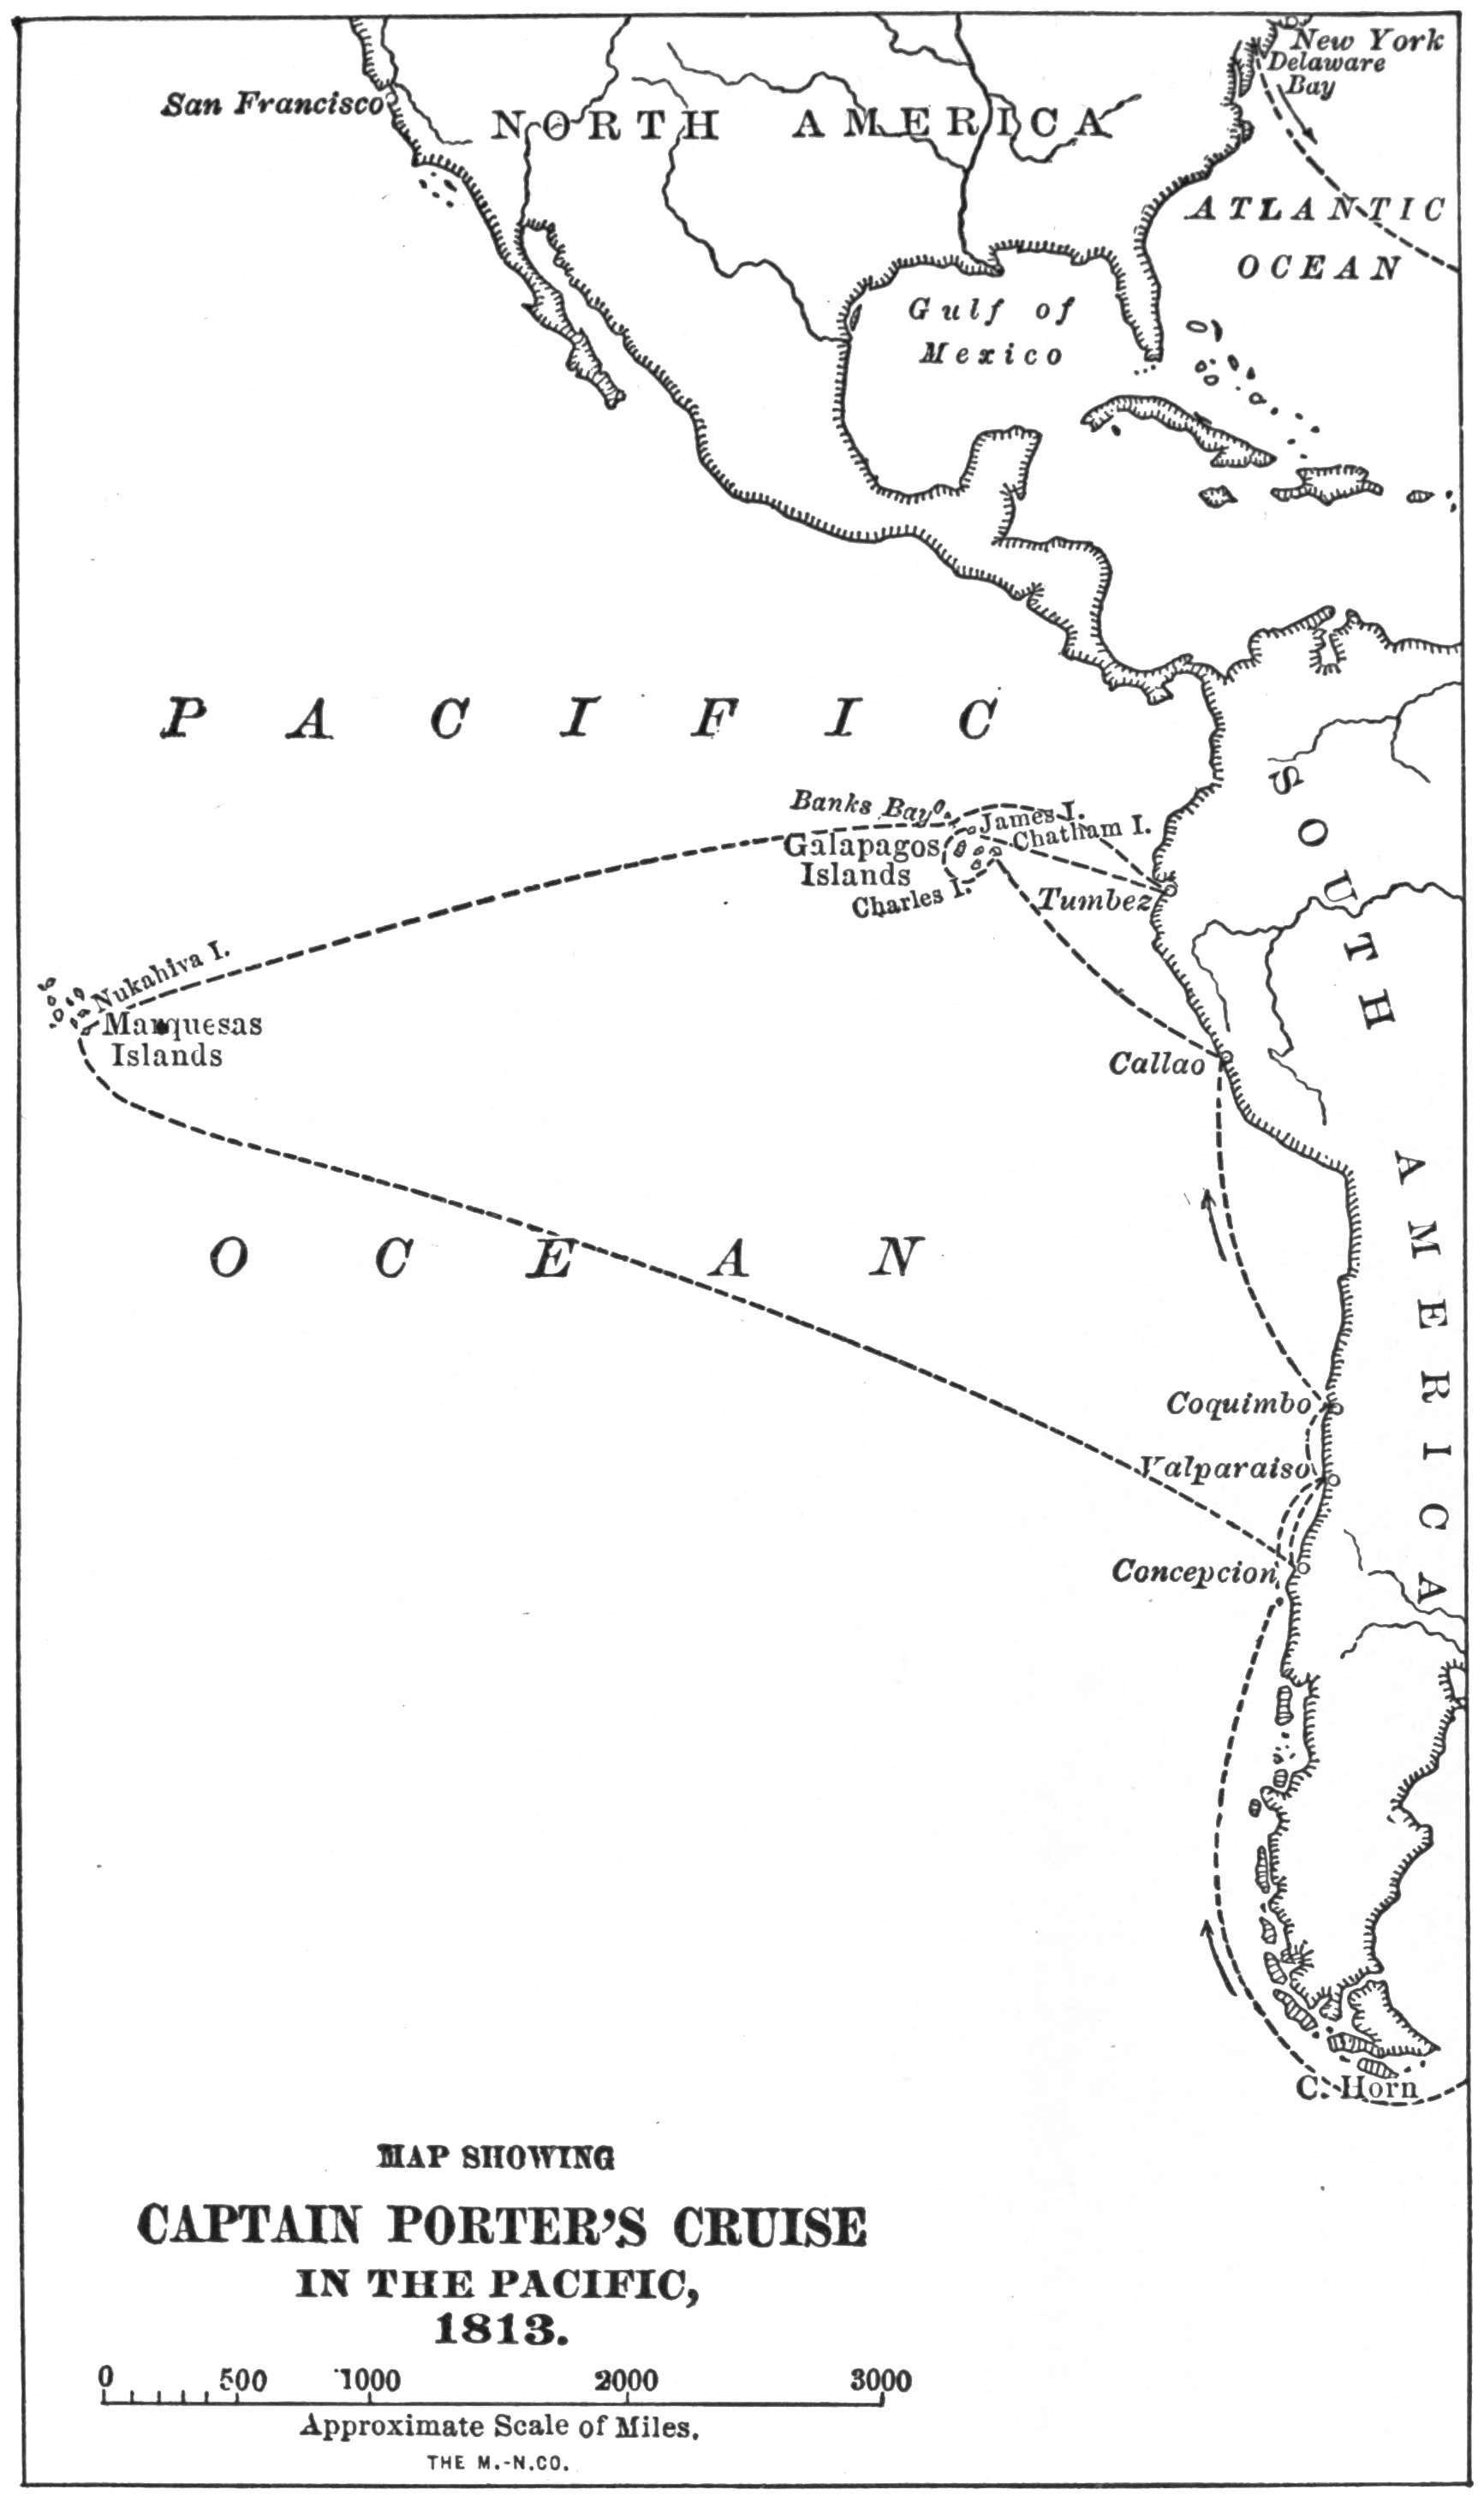 New York
Delaware
Bay
San Francisco
NORTH AMERICA
ATLANTIC
OCEAN
Gulf of
Mexico
PACIFIC
SOUTH AMERICA
Banks Bay
James I.
Chatham I.
Galapagos
Islands
Charles I.
Tumbez
Nukahiva I.
Marquesas
Islands
Callao
OCEAN
Coquimbo
Valparaiso
Concepcion
C. Horn
MAP SHOWING
CAPTAIN PORTER'S CRUISE
IN THE PACIFIC,
1813.
0 500 1000 2000 3000
Approximate Scale of Miles.
THE M.-N.CO.